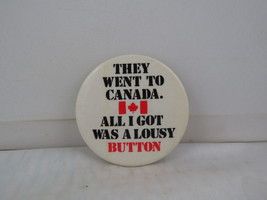 THEY
WENT TO
CANADA.
ALL I GOT
WAS A LOUSY
BUTTON